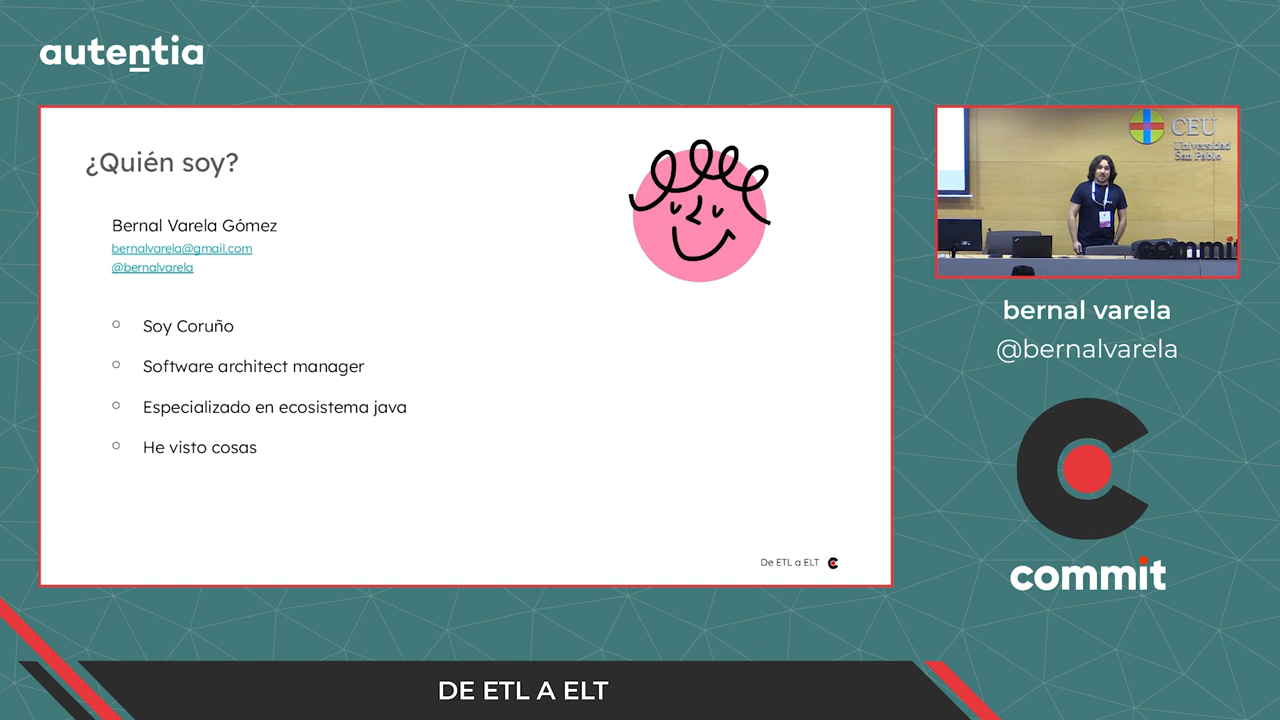 autentia
¿Quién soy?
Bernal Varela Gómez
bernalvarela@gmail.com
@bernalvarela
Soy Coruño
Software architect manager
Especializado en ecosistema java
He visto cosas
De ETL a ELT
CEU
Universidad
San Pablo
commit
bernal varela
@bernalvarela
commit
DE ETL A ELT